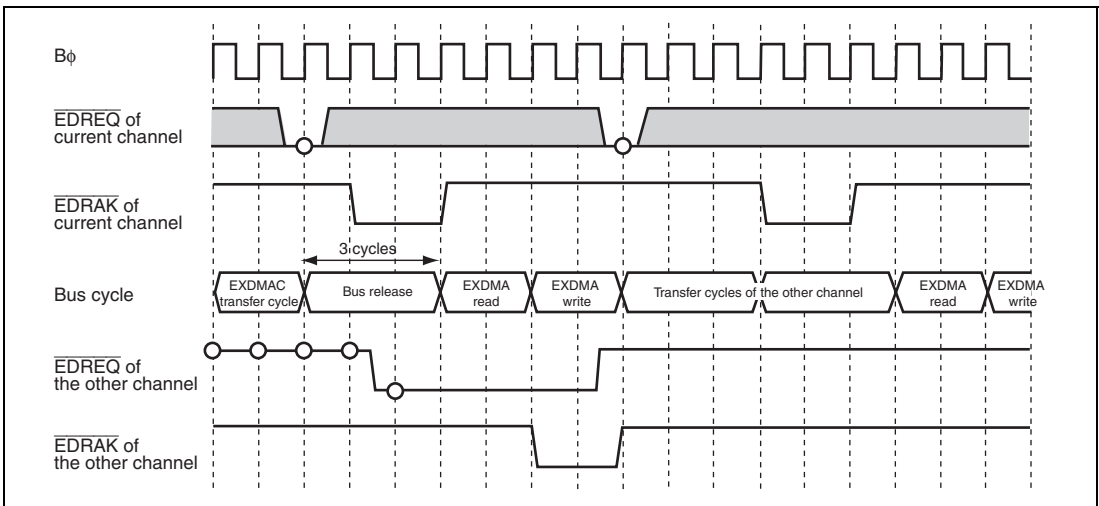 Bφ
EDREQ of
current channel
EDRAK of
current channel
3 cycles
Bus cycle
EXDMAC
transfer cycle
Bus release
EXDMA
read
EXDMA
write
Transfer cycles of the other channel
EXDMA
read
EXDMA
write
EDREQ of
the other channel
EDRAK of
the other channel